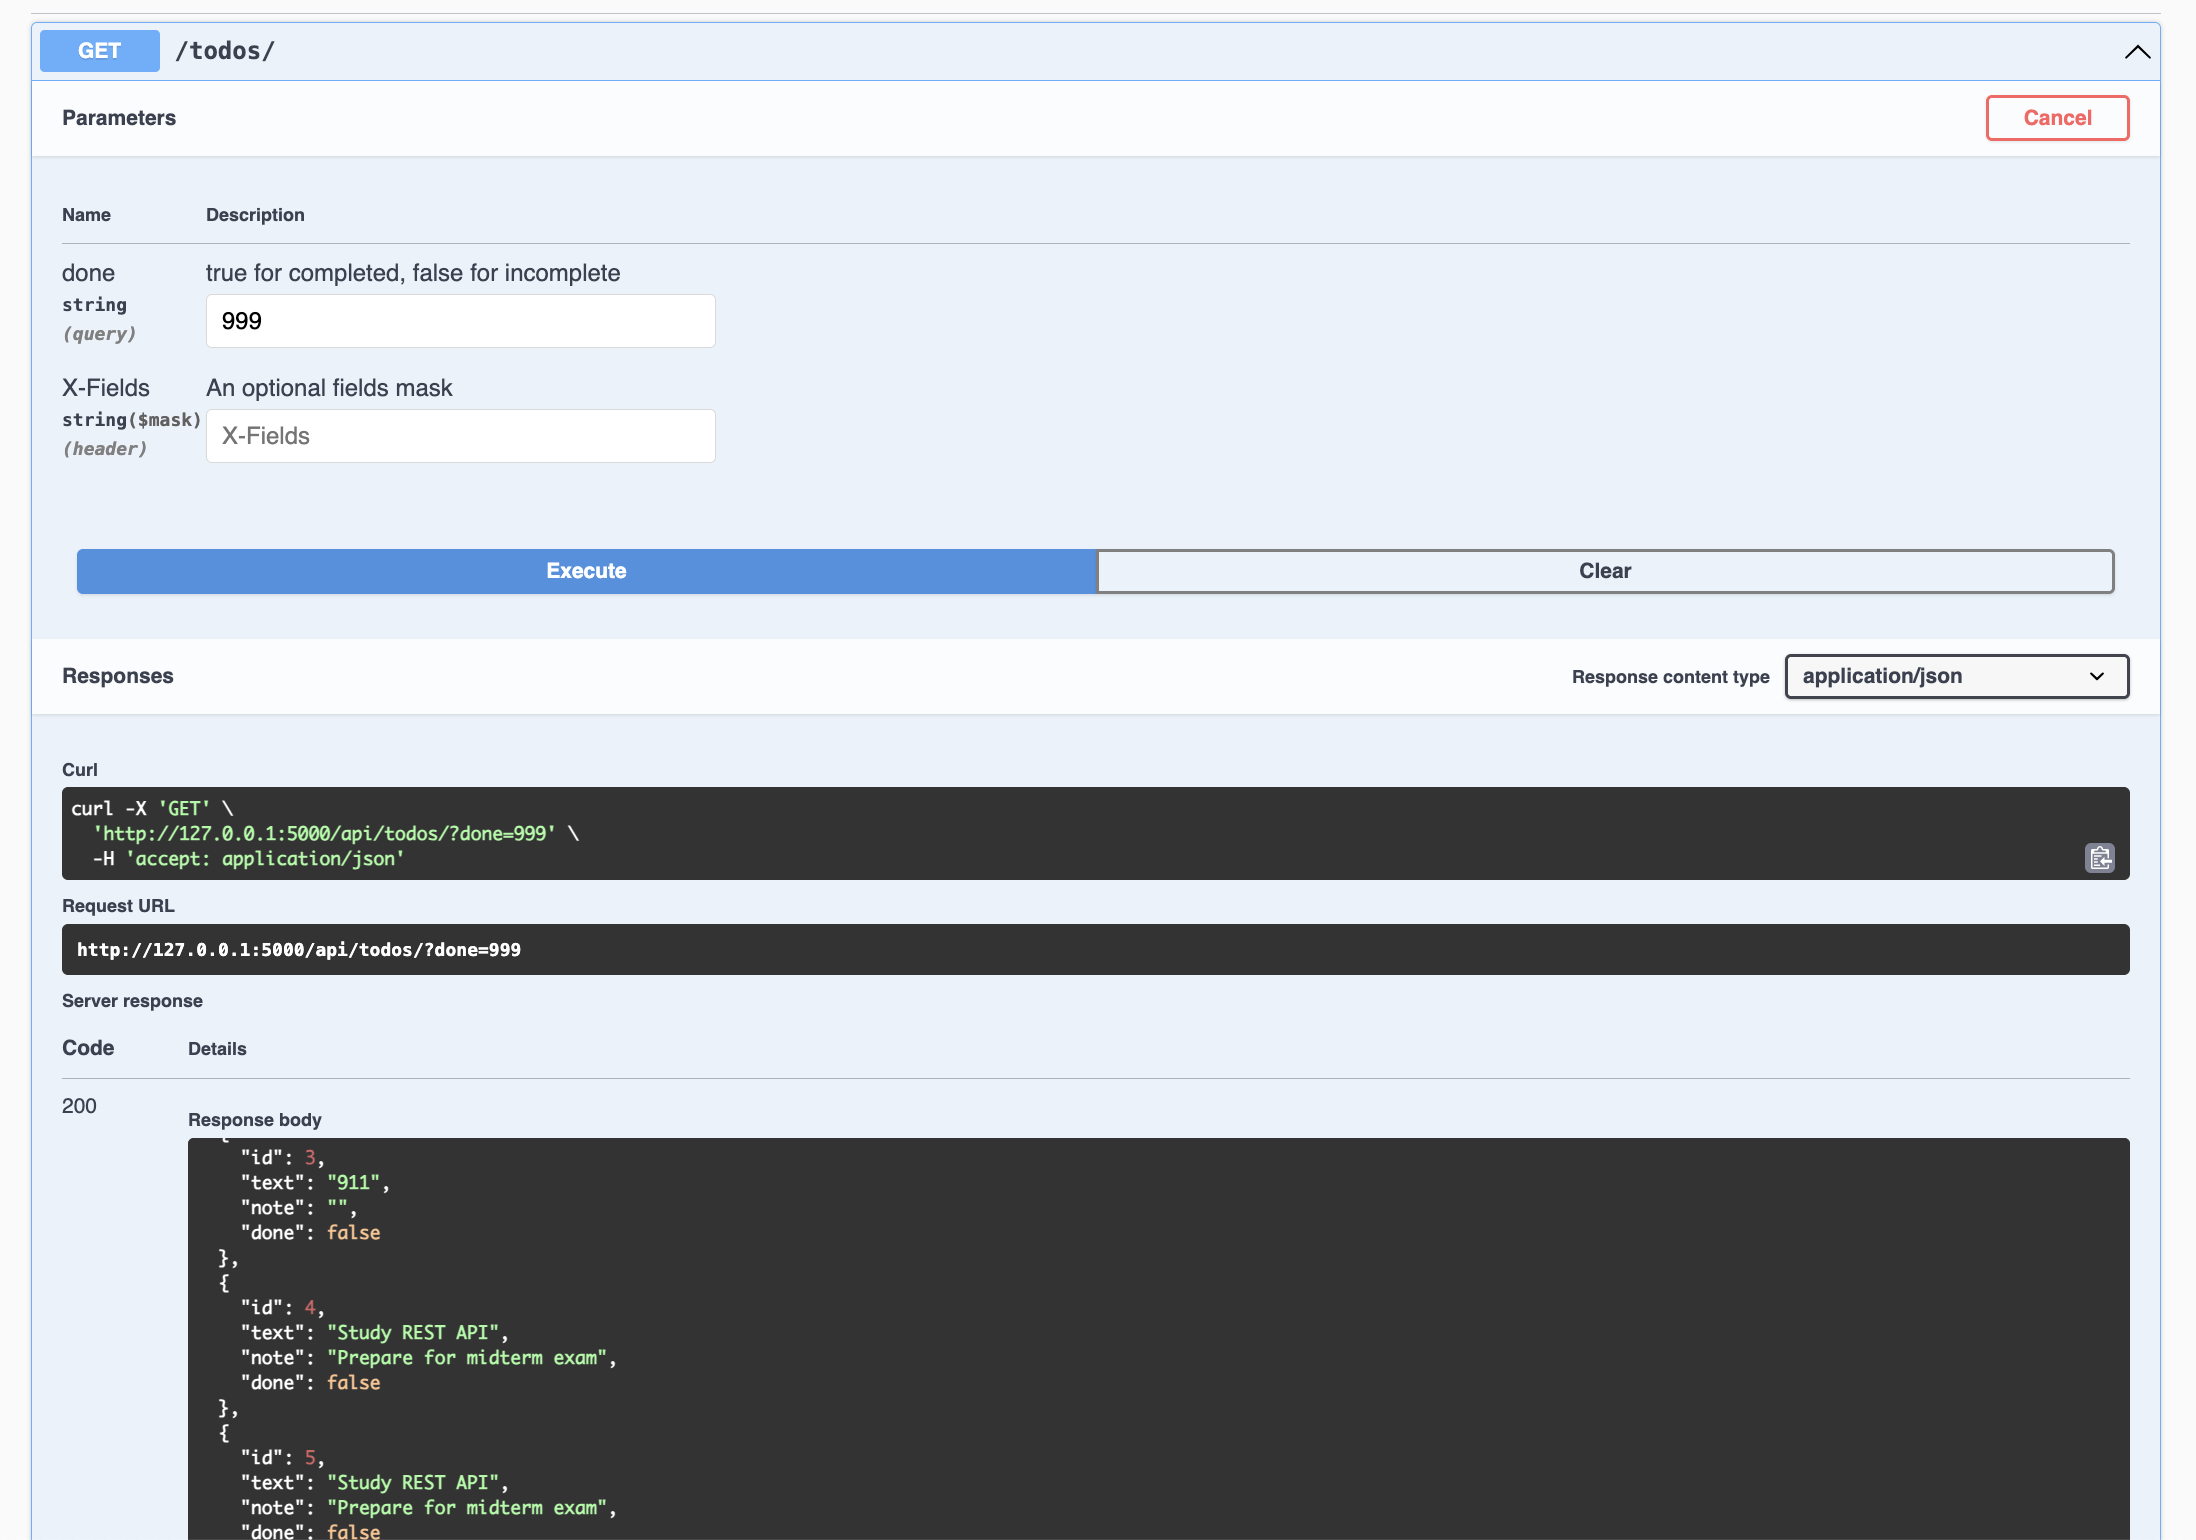 GET /todos/
Parameters
Cancel
Name Description
done
string
(query)
true for completed, false for incomplete
999
X-Fields
string($mask)
(header)
An optional fields mask
X-Fields
Execute
Clear
Responses
Response content type
application/json
Curl
curl -X 'GET' \
  'http://127.0.0.1:5000/api/todos/?done=999' \
  -H 'accept: application/json'
Request URL
http://127.0.0.1:5000/api/todos/?done=999
Server response
Code Details
200
Response body
{
    "id": 3,
    "text": "911",
    "note": "",
    "done": false
  },
  {
    "id": 4,
    "text": "Study REST API",
    "note": "Prepare for midterm exam",
    "done": false
  },
  {
    "id": 5,
    "text": "Study REST API",
    "note": "Prepare for midterm exam",
    "done": false